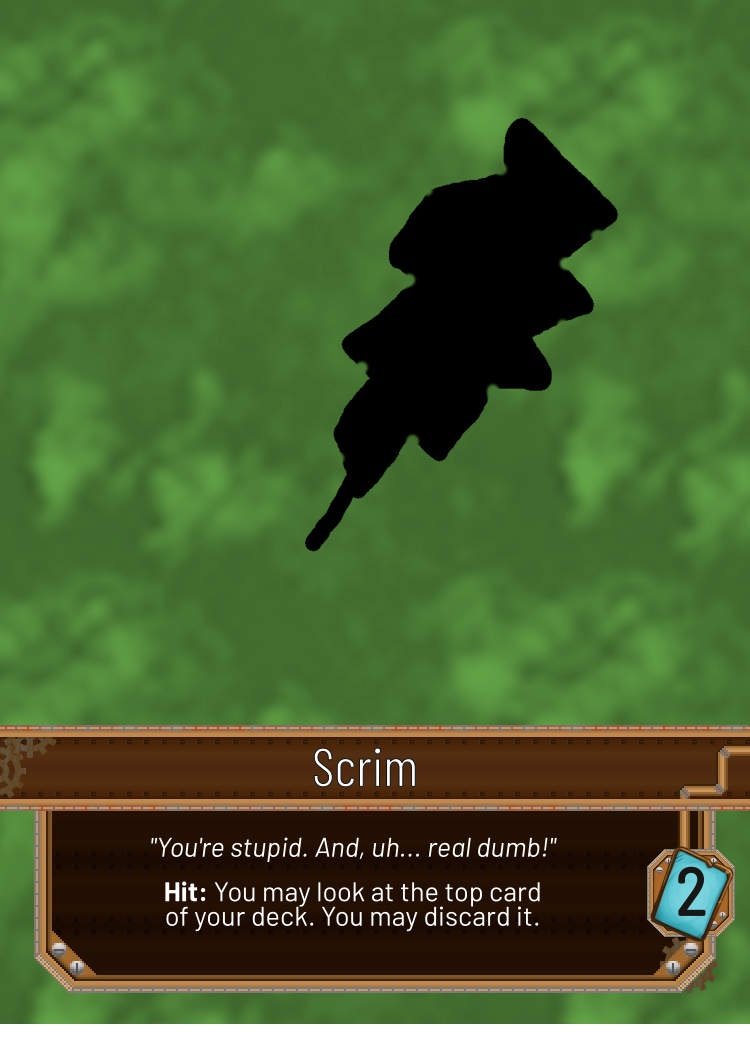 Scrim
"You're stupid. And, uh... real dumb!"
Hit: You may look at the top card
of your deck. You may discard it.
2